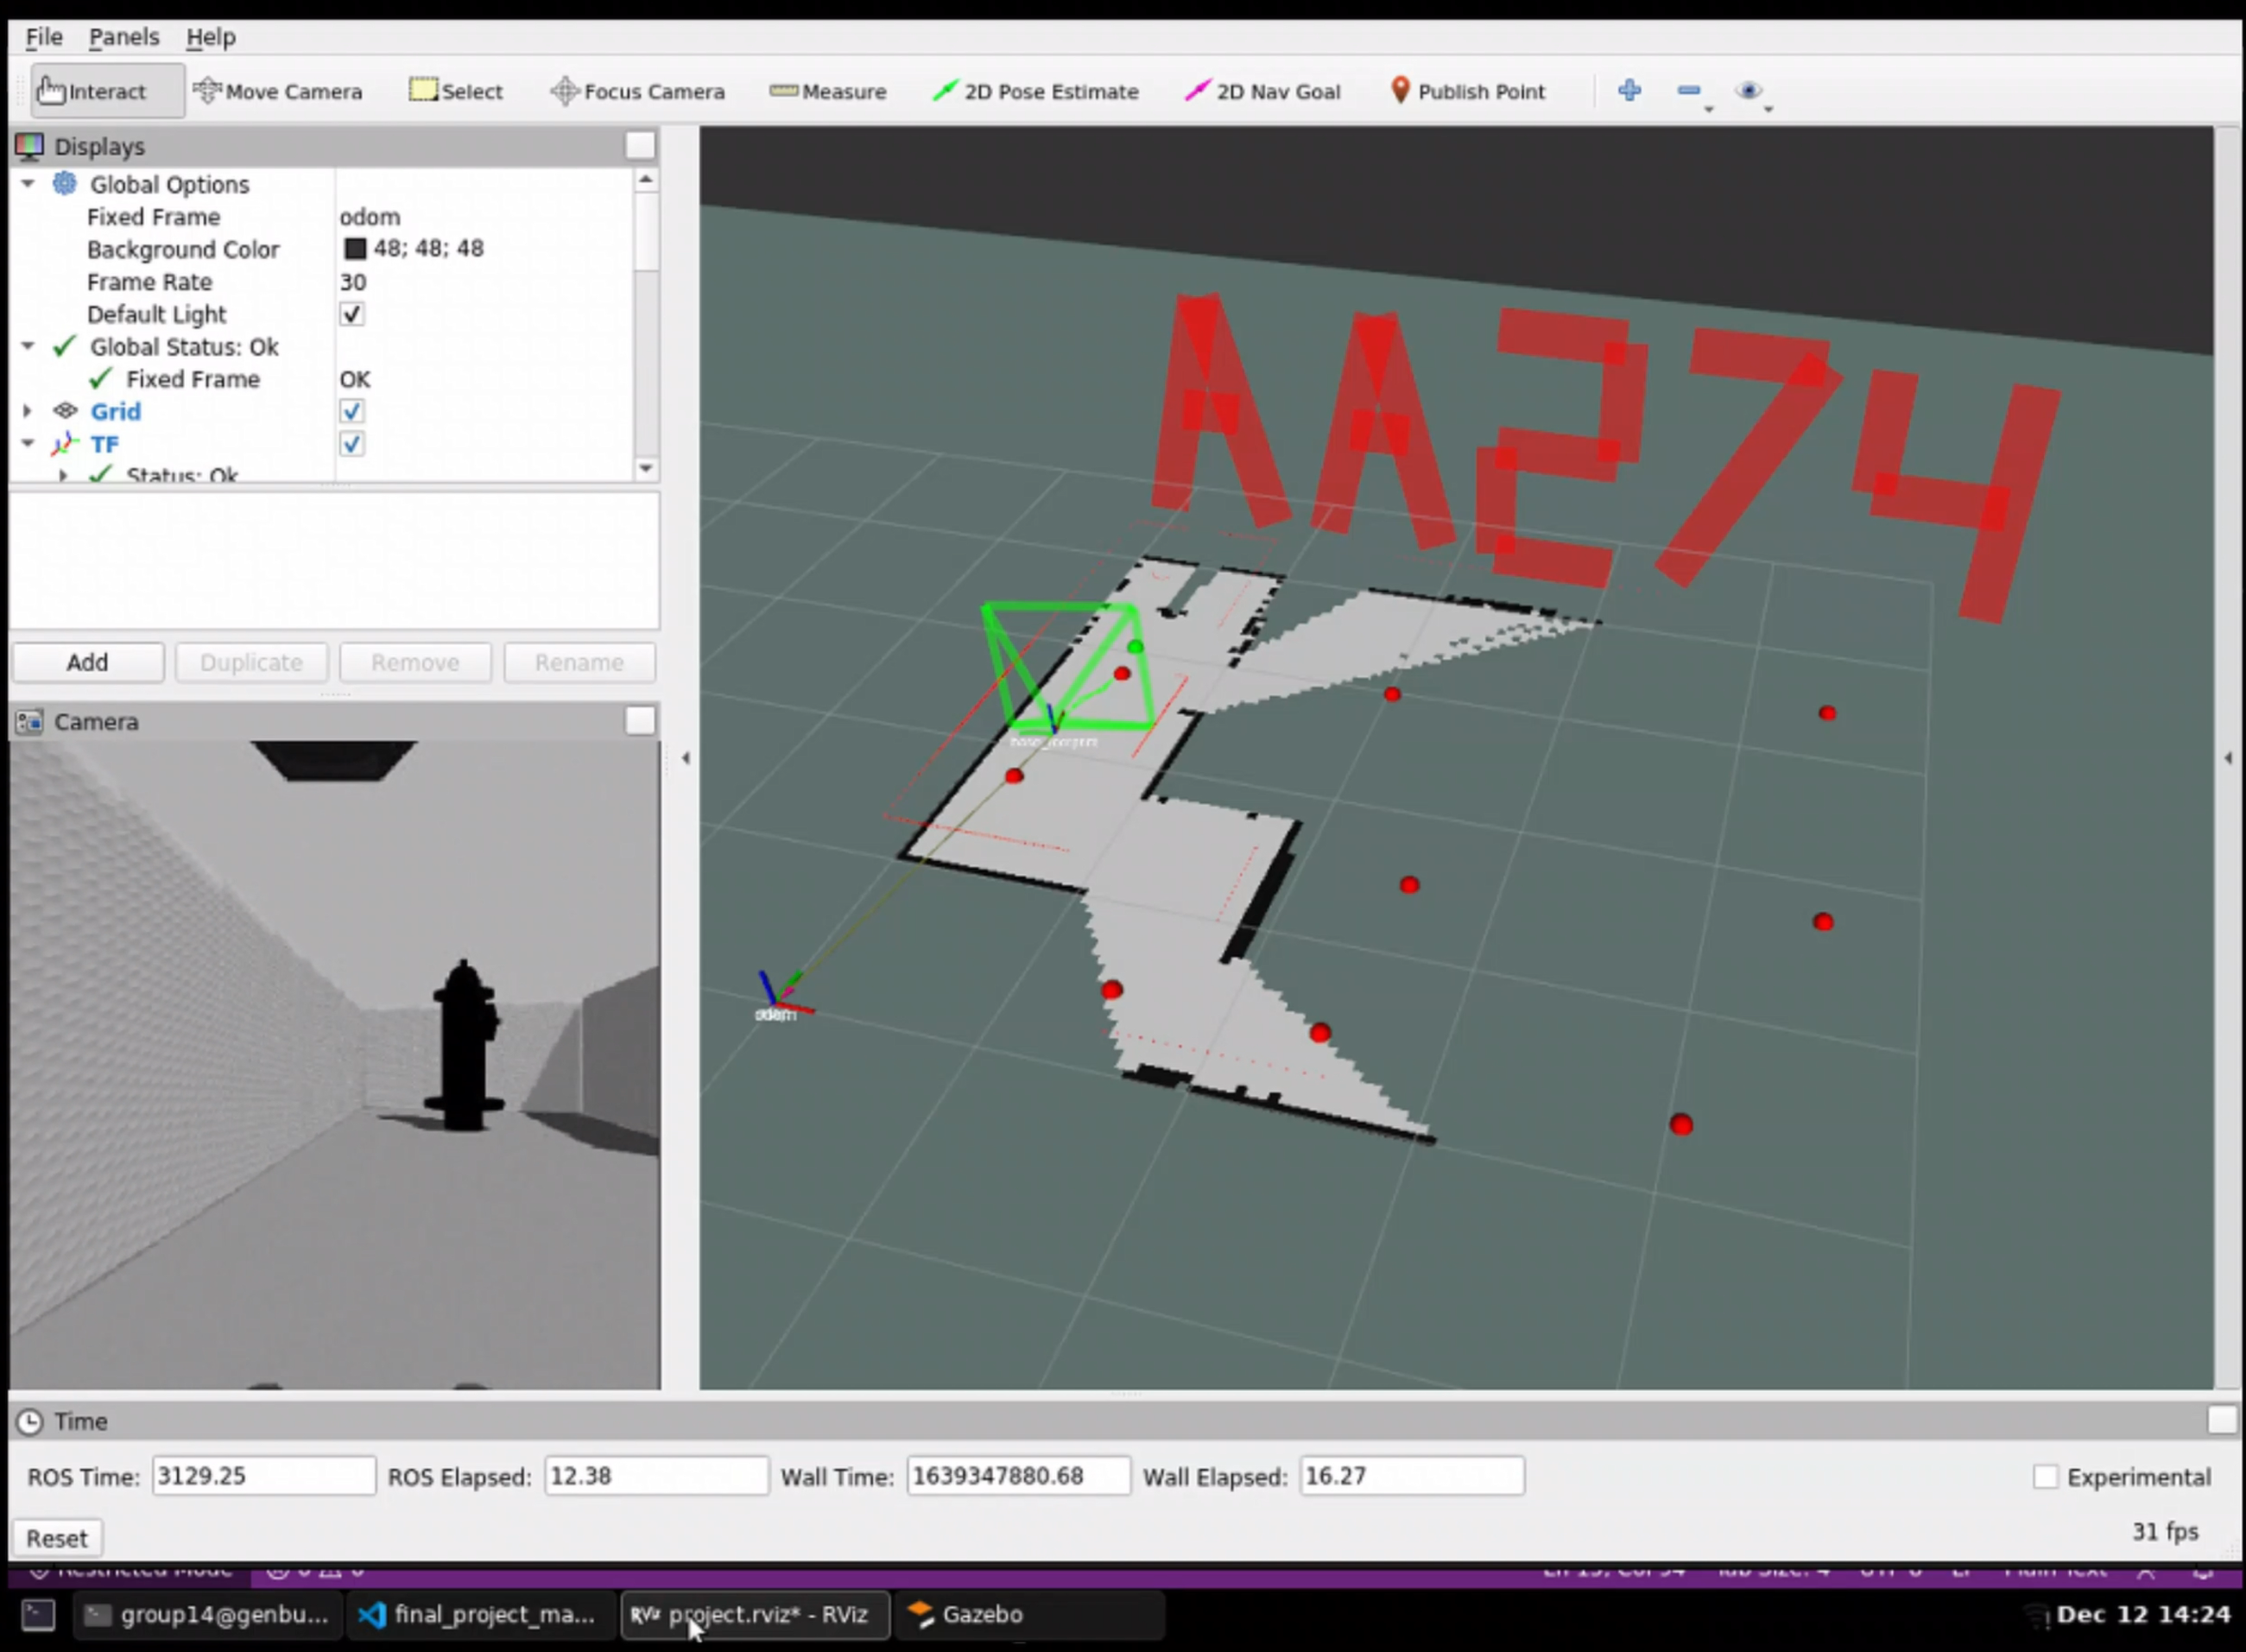 File Panels Help
Interact Move Camera Select Focus Camera Measure 2D Pose Estimate 2D Nav Goal Publish Point
Displays
Global Options
Fixed Frame odom
Background Color 48; 48; 48
Frame Rate 30
Default Light
Global Status: Ok
Fixed Frame OK
Grid
TF
Status: Ok
Add Duplicate Remove Rename
Camera
AA274
odom
Time
ROS Time: 3129.25 ROS Elapsed: 12.38 Wall Time: 1639347880.68 Wall Elapsed: 16.27 Experimental
Reset 31 fps
Restricted Mode
group14@genbu... final_project_ma... RViz project.rviz* - RViz Gazebo Dec 12 14:24